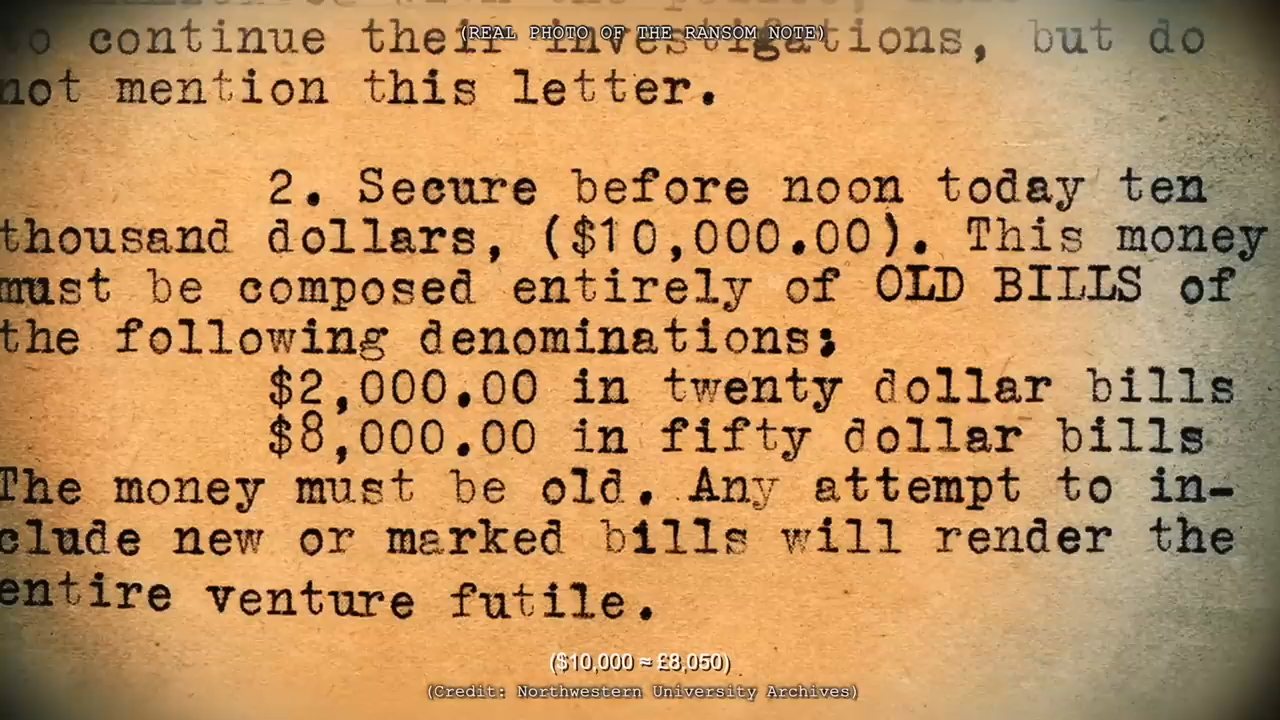 (REAL PHOTO OF THE RANSOM NOTE)
to continue their investigations, but do
not mention this letter.
2. Secure before noon today ten
thousand dollars, ($10,000.00). This money
must be composed entirely of OLD BILLS of
the following denominations;
$2,000.00 in twenty dollar bills
$8,000.00 in fifty dollar bills
The money must be old. Any attempt to in-
clude new or marked bills will render the
entire venture futile.
($10,000 ≈ £8,050)
(Credit: Northwestern University Archives)